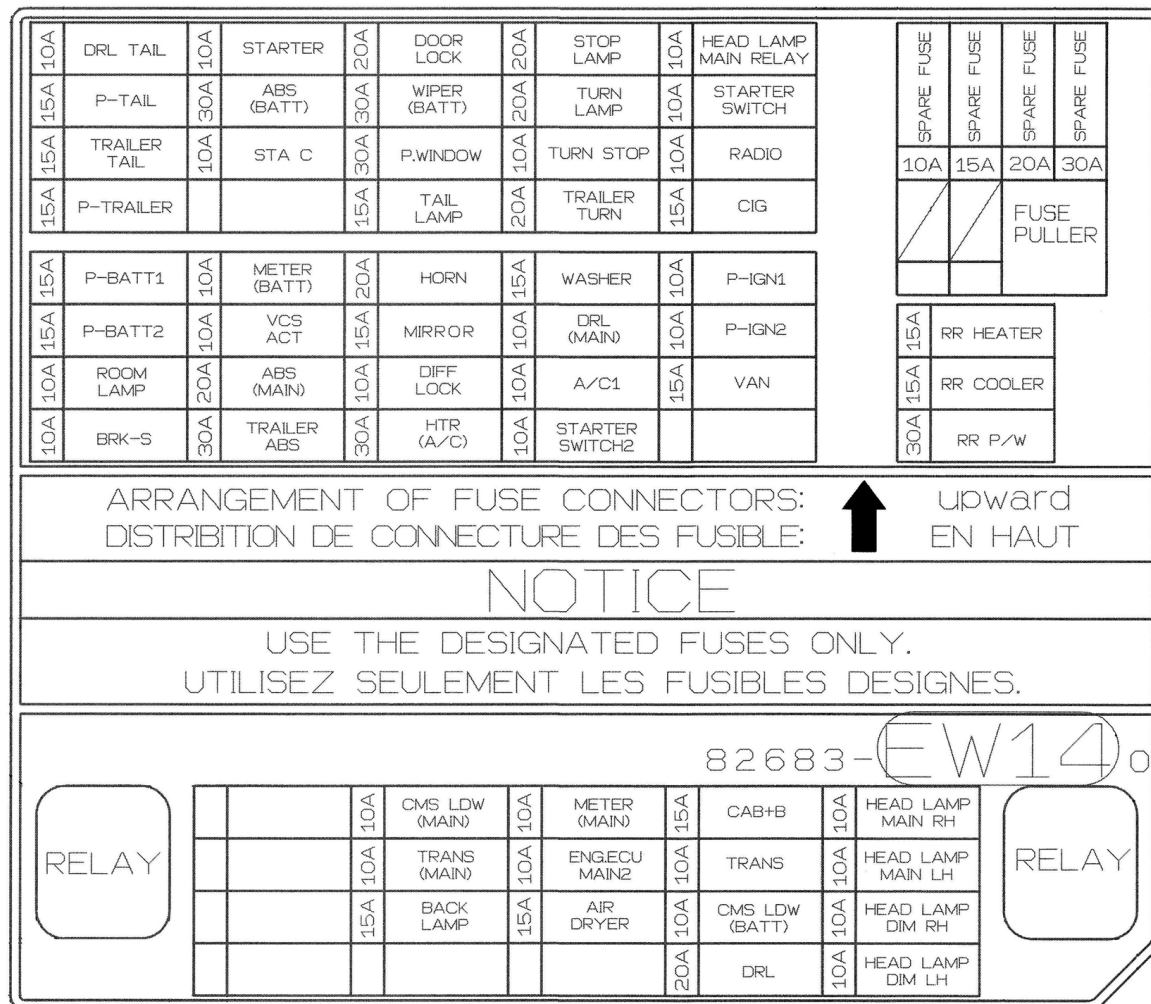 10A DRL TAIL 10A STARTER 20A DOOR LOCK 20A STOP LAMP 10A HEAD LAMP MAIN RELAY
15A P-TAIL 30A ABS (BATT) 30A WIPER (BATT) 20A TURN LAMP 10A STARTER SWITCH
15A TRAILER TAIL 10A STA C 30A P.WINDOW 10A TURN STOP 10A RADIO
15A P-TRAILER 15A TAIL LAMP 20A TRAILER TURN 15A CIG
SPARE FUSE SPARE FUSE SPARE FUSE SPARE FUSE
10A 15A 20A 30A
FUSE
PULLER
15A P-BATT1 10A METER (BATT) 20A HORN 15A WASHER 10A P-IGN1
15A P-BATT2 10A VCS ACT 15A MIRROR 10A DRL (MAIN) 10A P-IGN2
10A ROOM LAMP 20A ABS (MAIN) 10A DIFF LOCK 10A A/C1 15A VAN
10A BRK-S 30A TRAILER ABS 30A HTR (A/C) 10A STARTER SWITCH2
15A RR HEATER
15A RR COOLER
30A RR P/W
ARRANGEMENT OF FUSE CONNECTORS: upward
DISTRIBITION DE CONNECTURE DES FUSIBLE: EN HAUT
NOTICE
USE THE DESIGNATED FUSES ONLY.
UTILISEZ SEULEMENT LES FUSIBLES DESIGNES.
82683-EW140
RELAY
10A CMS LDW (MAIN) 10A METER (MAIN) 15A CAB+B 10A HEAD LAMP MAIN RH
10A TRANS (MAIN) 10A ENG.ECU MAIN2 10A TRANS 10A HEAD LAMP MAIN LH
15A BACK LAMP 15A AIR DRYER 10A CMS LDW (BATT) 10A HEAD LAMP DIM RH
20A DRL 10A HEAD LAMP DIM LH
RELAY